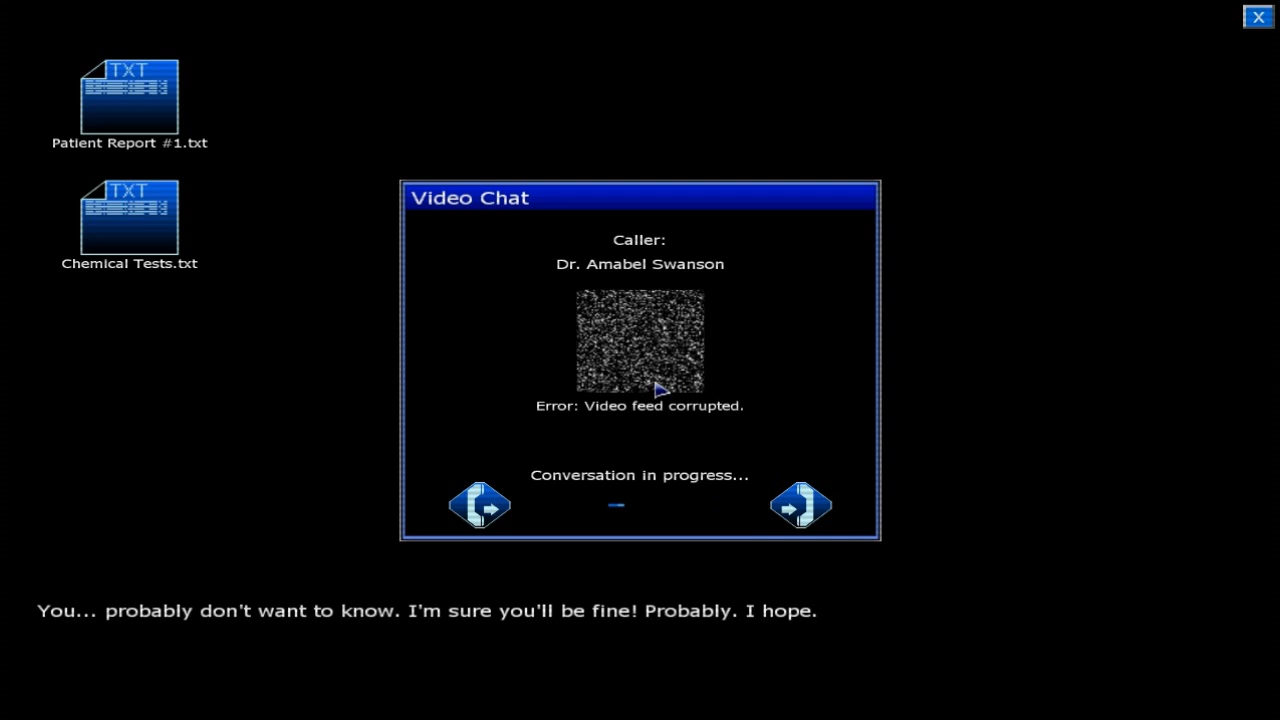 X
TXT
Patient Report #1.txt
TXT
Chemical Tests.txt
Video Chat
Caller:
Dr. Amabel Swanson
Error: Video feed corrupted.
Conversation in progress...
You... probably don't want to know. I'm sure you'll be fine! Probably. I hope.